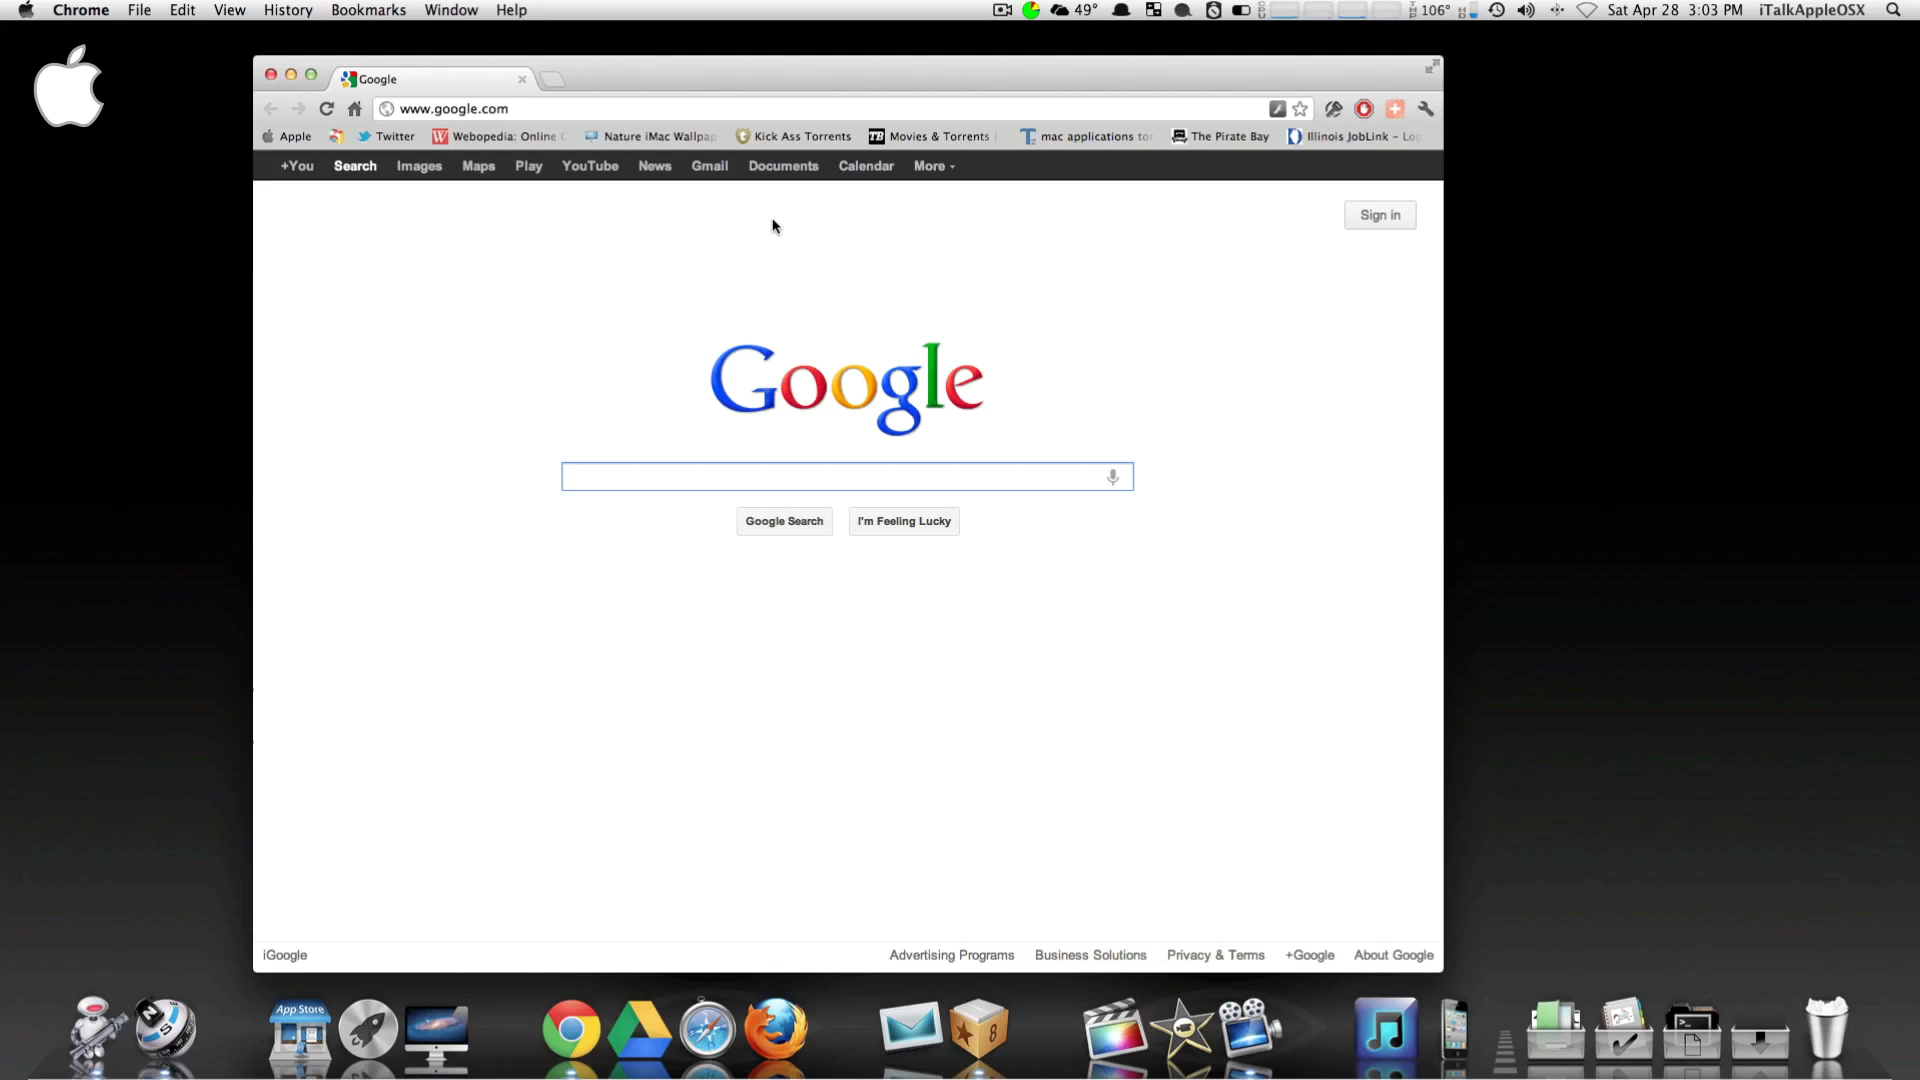 Chrome File Edit View History Bookmarks Window Help 49° 106° Sat Apr 28 3:03 PM iTalkAppleOSX
Google
www.google.com
Apple Twitter Webopedia: Online Nature iMac Wallpap Kick Ass Torrents Movies & Torrents mac applications tor The Pirate Bay Illinois JobLink – Log
+You Search Images Maps Play YouTube News Gmail Documents Calendar More
Sign in
Google
Google Search I'm Feeling Lucky
iGoogle Advertising Programs Business Solutions Privacy & Terms +Google About Google
App Store
N S
8